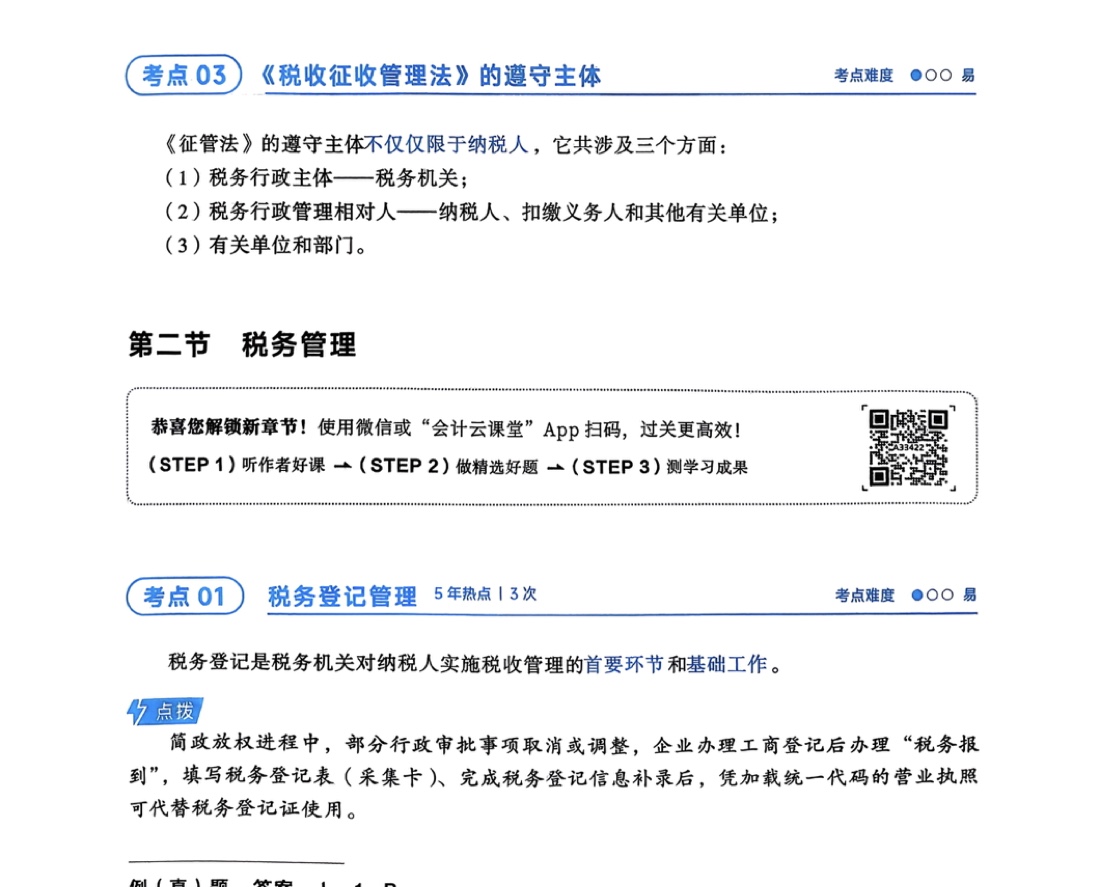 考点 03 《税收征收管理法》的遵守主体 考点难度 ●○○ 易
《征管法》的遵守主体不仅仅限于纳税人，它共涉及三个方面：
（1）税务行政主体——税务机关；
（2）税务行政管理相对人——纳税人、扣缴义务人和其他有关单位；
（3）有关单位和部门。
第二节 税务管理
恭喜您解锁新章节！使用微信或“会计云课堂”App 扫码，过关更高效！
（STEP 1）听作者好课 →（STEP 2）做精选好题 →（STEP 3）测学习成果
A33422
考点 01 税务登记管理 5 年热点 | 3 次 考点难度 ●○○ 易
税务登记是税务机关对纳税人实施税收管理的首要环节和基础工作。
点拨
简政放权进程中，部分行政审批事项取消或调整，企业办理工商登记后办理“税务报
到”，填写税务登记表（采集卡）、完成税务登记信息补录后，凭加载统一代码的营业执照
可代替税务登记证使用。
例（真）题 答案